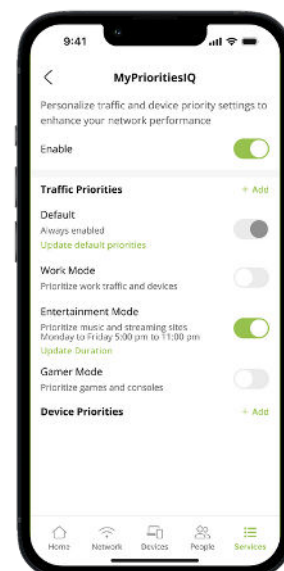 9:41
MyPrioritiesIQ
Personalize traffic and device priority settings to
enhance your network performance
Enable
Traffic Priorities + Add
Default
Always enabled
Update default priorities
Work Mode
Prioritize work traffic and devices
Entertainment Mode
Prioritize music and streaming sites
Monday to Friday 5:00 pm to 11:00 pm
Update Duration
Gamer Mode
Prioritize games and consoles
Device Priorities + Add
Home Network Devices People Services